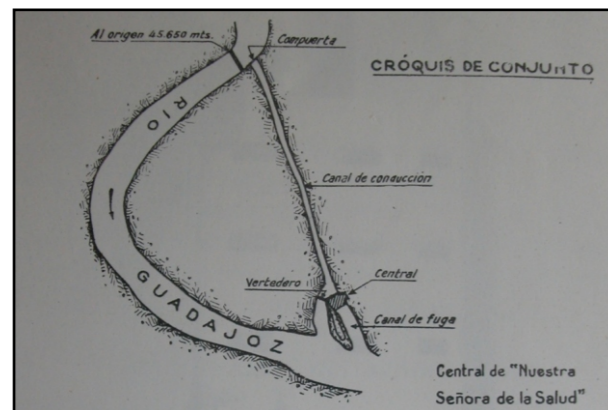 Al origen 45.650 mts.
Compuerta
CRÓQUIS DE CONJUNTO
RIO
Canal de conducción
GUADAJOZ
Vertadero
Central
Canal de fuga
Central de "Nuestra
Señora de la Salud"